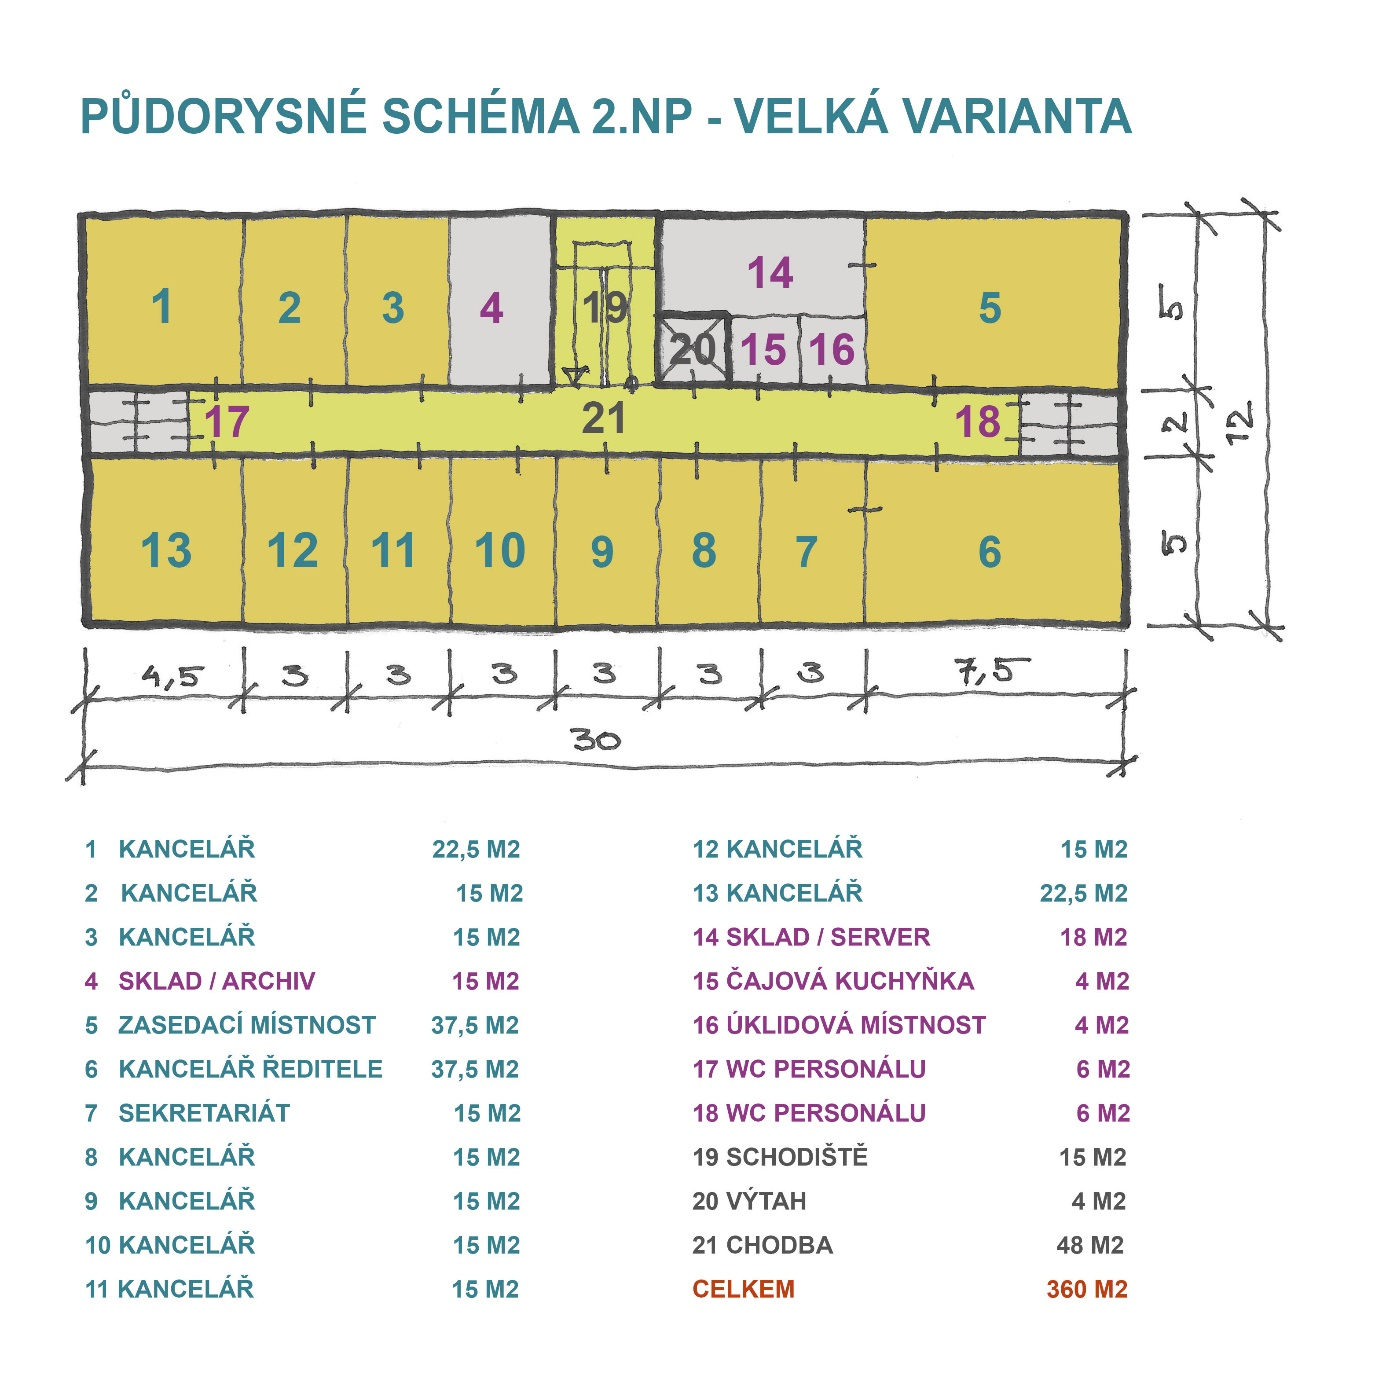 PŮDORYSNÉ SCHÉMA 2.NP - VELKÁ VARIANTA
1 2 3 4 19 14 5
20 15 16
17 21 18
13 12 11 10 9 8 7 6
5
2
5
12
4,5 3 3 3 3 3 3 7,5
30
1 KANCELÁŘ 22,5 M2
2 KANCELÁŘ 15 M2
3 KANCELÁŘ 15 M2
4 SKLAD / ARCHIV 15 M2
5 ZASEDACÍ MÍSTNOST 37,5 M2
6 KANCELÁŘ ŘEDITELE 37,5 M2
7 SEKRETARIÁT 15 M2
8 KANCELÁŘ 15 M2
9 KANCELÁŘ 15 M2
10 KANCELÁŘ 15 M2
11 KANCELÁŘ 15 M2
12 KANCELÁŘ 15 M2
13 KANCELÁŘ 22,5 M2
14 SKLAD / SERVER 18 M2
15 ČAJOVÁ KUCHYŇKA 4 M2
16 ÚKLIDOVÁ MÍSTNOST 4 M2
17 WC PERSONÁLU 6 M2
18 WC PERSONÁLU 6 M2
19 SCHODIŠTĚ 15 M2
20 VÝTAH 4 M2
21 CHODBA 48 M2
CELKEM 360 M2